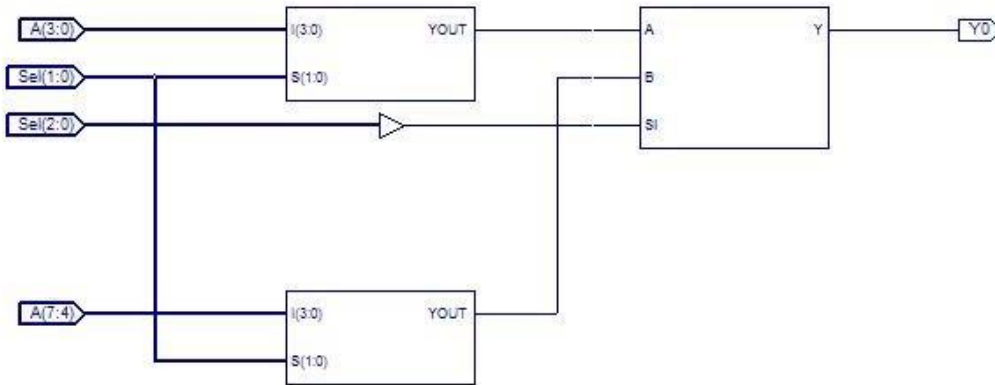 A(3:0)
I(3:0)
YOUT
A
Y
Y0
Sel(1:0)
S(1:0)
B
Sel(2:0)
SI
A(7:4)
I(3:0)
YOUT
S(1:0)